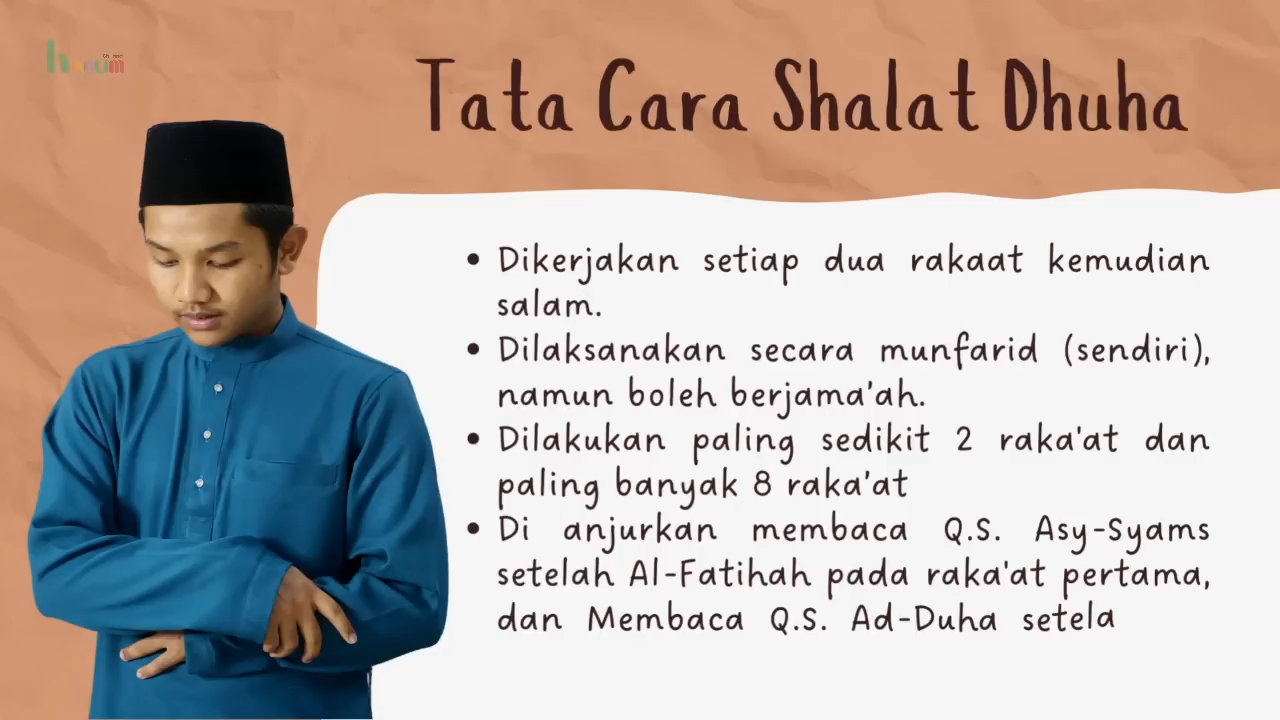 Tata Cara Shalat Dhuha
• Dikerjakan setiap dua rakaat kemudian
salam.
• Dilaksanakan secara munfarid (sendiri),
namun boleh berjama'ah.
• Dilakukan paling sedikit 2 raka'at dan
paling banyak 8 raka'at
• Di anjurkan membaca Q.S. Asy-Syams
setelah Al-Fatihah pada raka'at pertama,
dan Membaca Q.S. Ad-Duha setela